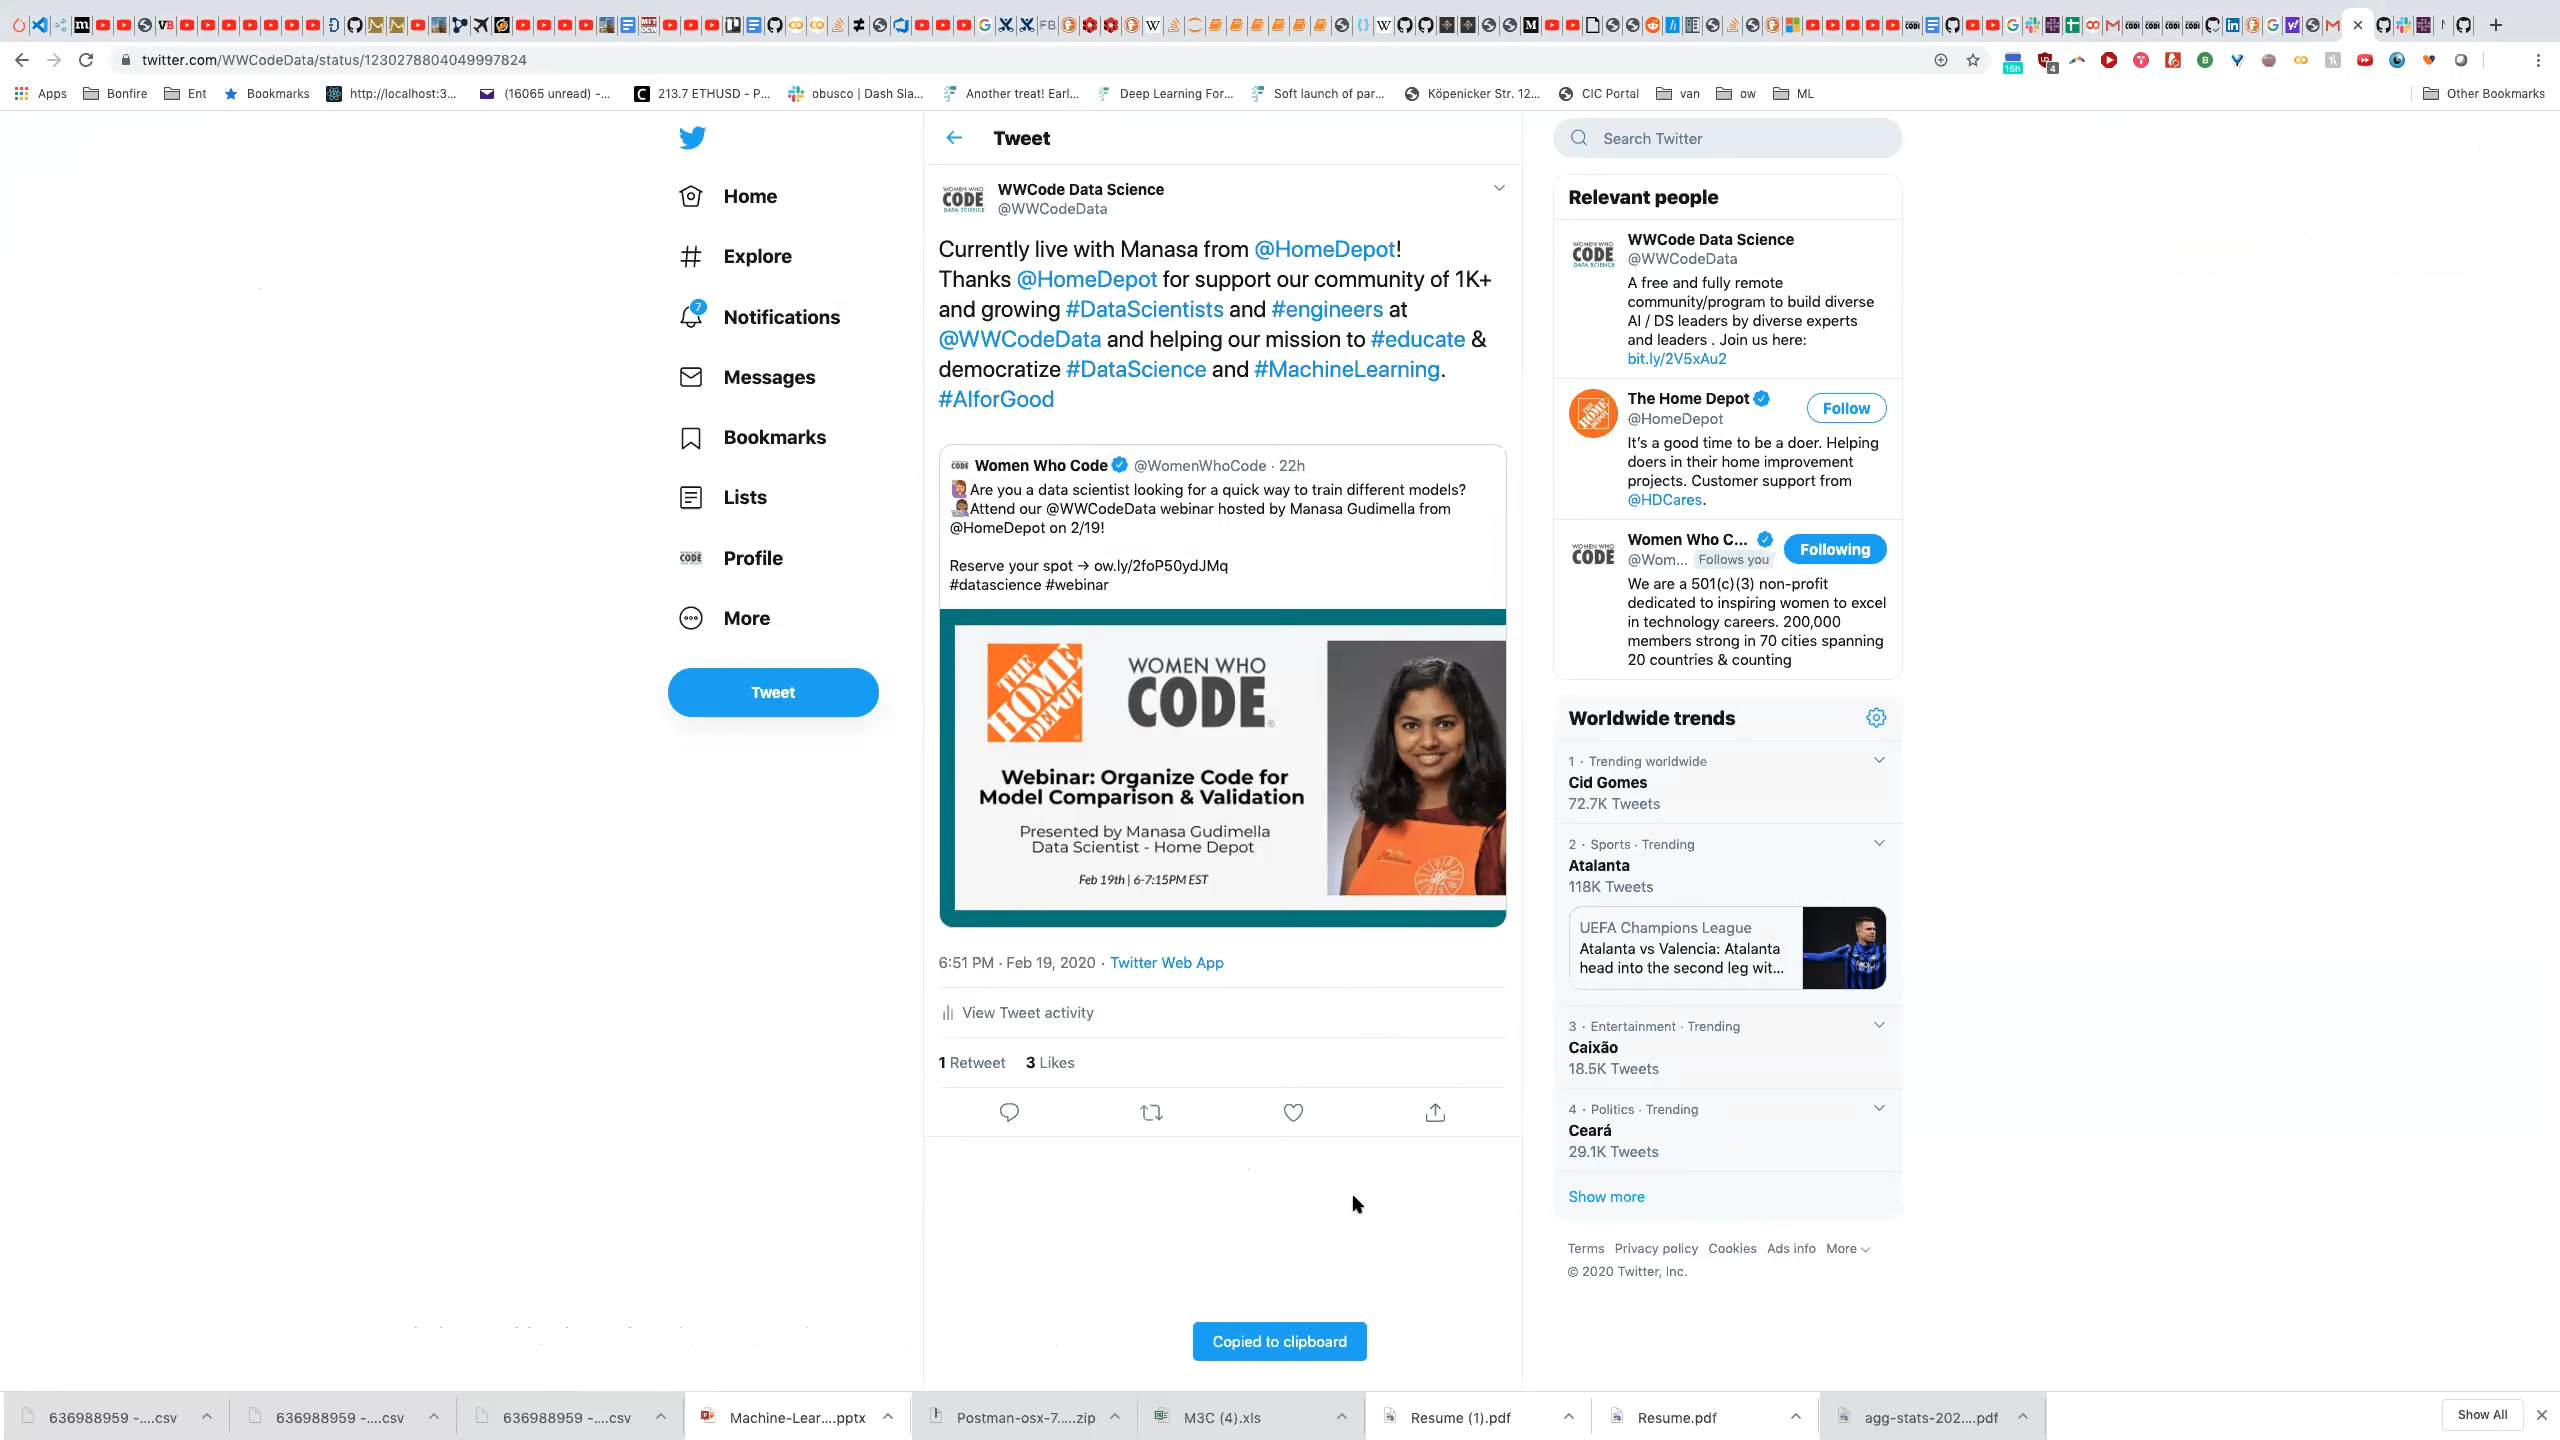 twitter.com/WWCodeData/status/1230278804049997824
16h
4
Apps
Bonfire
Ent
Bookmarks
http://localhost:3...
(16065 unread) -...
213.7 ETHUSD - P...
obusco | Dash Sla...
Another treat! Earl...
Deep Learning For...
Soft launch of par...
Köpenicker Str. 12...
CIC Portal
van
ow
ML
Other Bookmarks
Home
Explore
7
Notifications
Messages
Bookmarks
Lists
Profile
More
Tweet
Tweet
WWCode Data Science
@WWCodeData
Currently live with Manasa from @HomeDepot!
Thanks @HomeDepot for support our community of 1K+
and growing #DataScientists and #engineers at
@WWCodeData and helping our mission to #educate &
democratize #DataScience and #MachineLearning.
#AIforGood
Women Who Code @WomenWhoCode · 22h
Are you a data scientist looking for a quick way to train different models?
Attend our @WWCodeData webinar hosted by Manasa Gudimella from
@HomeDepot on 2/19!
Reserve your spot → ow.ly/2foP50ydJMq
#datascience #webinar
THE HOME DEPOT
WOMEN WHO
CODE
Webinar: Organize Code for
Model Comparison & Validation
Presented by Manasa Gudimella
Data Scientist - Home Depot
Feb 19th | 6-7:15PM EST
6:51 PM · Feb 19, 2020 · Twitter Web App
View Tweet activity
1 Retweet 3 Likes
Copied to clipboard
Search Twitter
Relevant people
WOMEN WHO
CODE
DATA SCIENCE
WWCode Data Science
@WWCodeData
A free and fully remote
community/program to build diverse
AI / DS leaders by diverse experts
and leaders . Join us here:
bit.ly/2V5xAu2
The Home Depot
@HomeDepot
Follow
It's a good time to be a doer. Helping
doers in their home improvement
projects. Customer support from
@HDCares.
WOMEN WHO
CODE
Women Who C...
@Wom... Follows you
Following
We are a 501(c)(3) non-profit
dedicated to inspiring women to excel
in technology careers. 200,000
members strong in 70 cities spanning
20 countries & counting
Worldwide trends
1 · Trending worldwide
Cid Gomes
72.7K Tweets
2 · Sports · Trending
Atalanta
118K Tweets
UEFA Champions League
Atalanta vs Valencia: Atalanta
head into the second leg wit...
3 · Entertainment · Trending
Caixão
18.5K Tweets
4 · Politics · Trending
Ceará
29.1K Tweets
Show more
Terms Privacy policy Cookies Ads info More
© 2020 Twitter, Inc.
636988959 -....csv
636988959 -....csv
636988959 -....csv
Machine-Lear....pptx
Postman-osx-7.....zip
M3C (4).xls
Resume (1).pdf
Resume.pdf
agg-stats-202....pdf
Show All